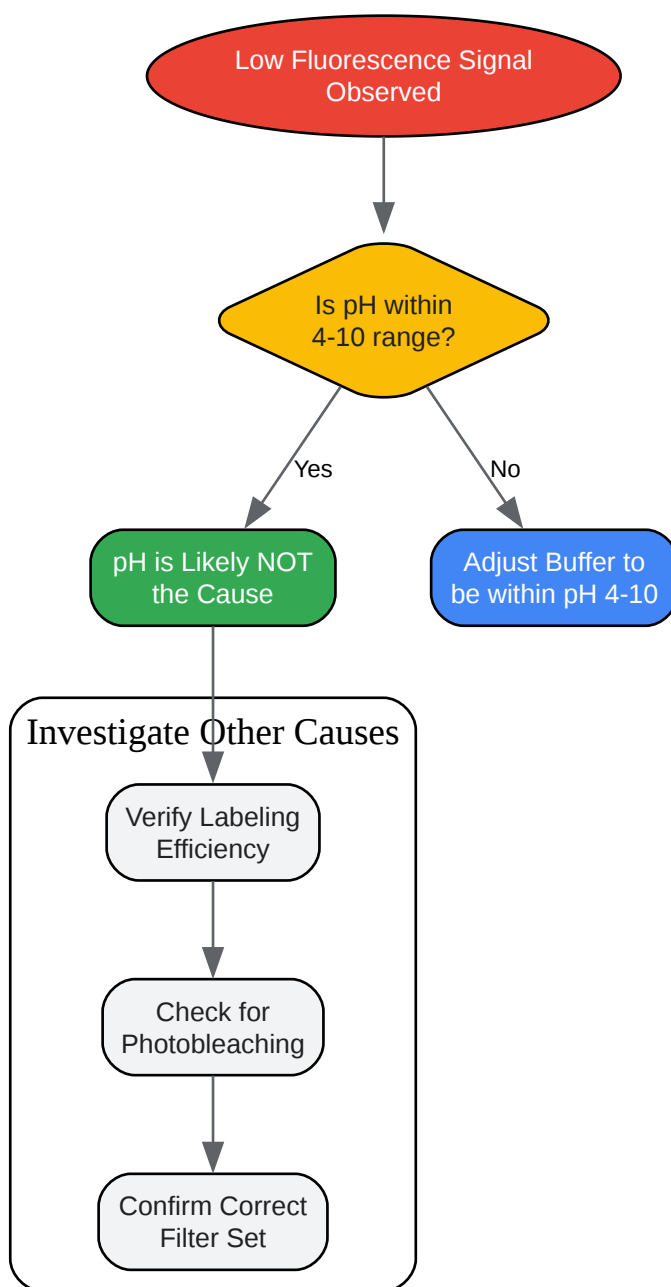 Low Fluorescence Signal
Observed
Is pH within
4-10 range?
Yes
No
pH is Likely NOT
the Cause
Adjust Buffer to
be within pH 4-10
Investigate Other Causes
Verify Labeling
Efficiency
Check for
Photobleaching
Confirm Correct
Filter Set